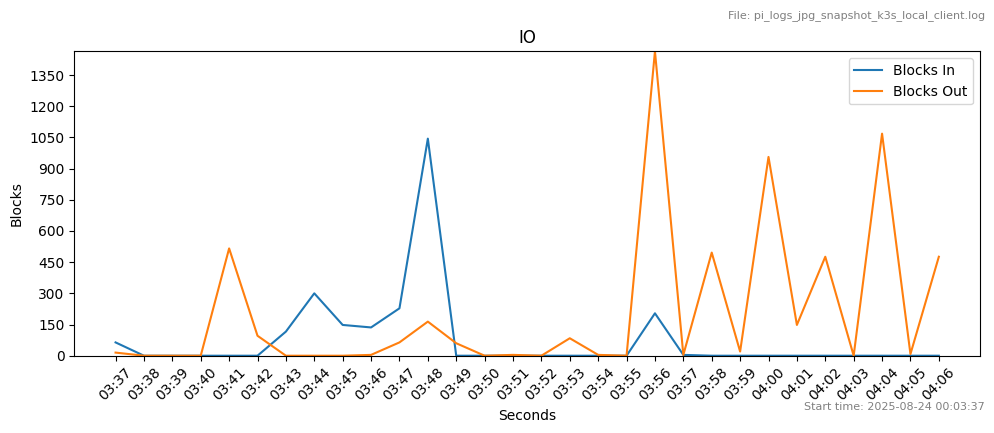 File: pi_logs_jpg_snapshot_k3s_local_client.log
IO
Blocks In
Blocks Out
Blocks
1350
1200
1050
900
750
600
450
300
150
0
03:37 03:38 03:39 03:40 03:41 03:42 03:43 03:44 03:45 03:46 03:47 03:48 03:49 03:50 03:51 03:52 03:53 03:54 03:55 03:56 03:57 03:58 03:59 04:00 04:01 04:02 04:03 04:04 04:05 04:06
Seconds
Start time: 2025-08-24 00:03:37